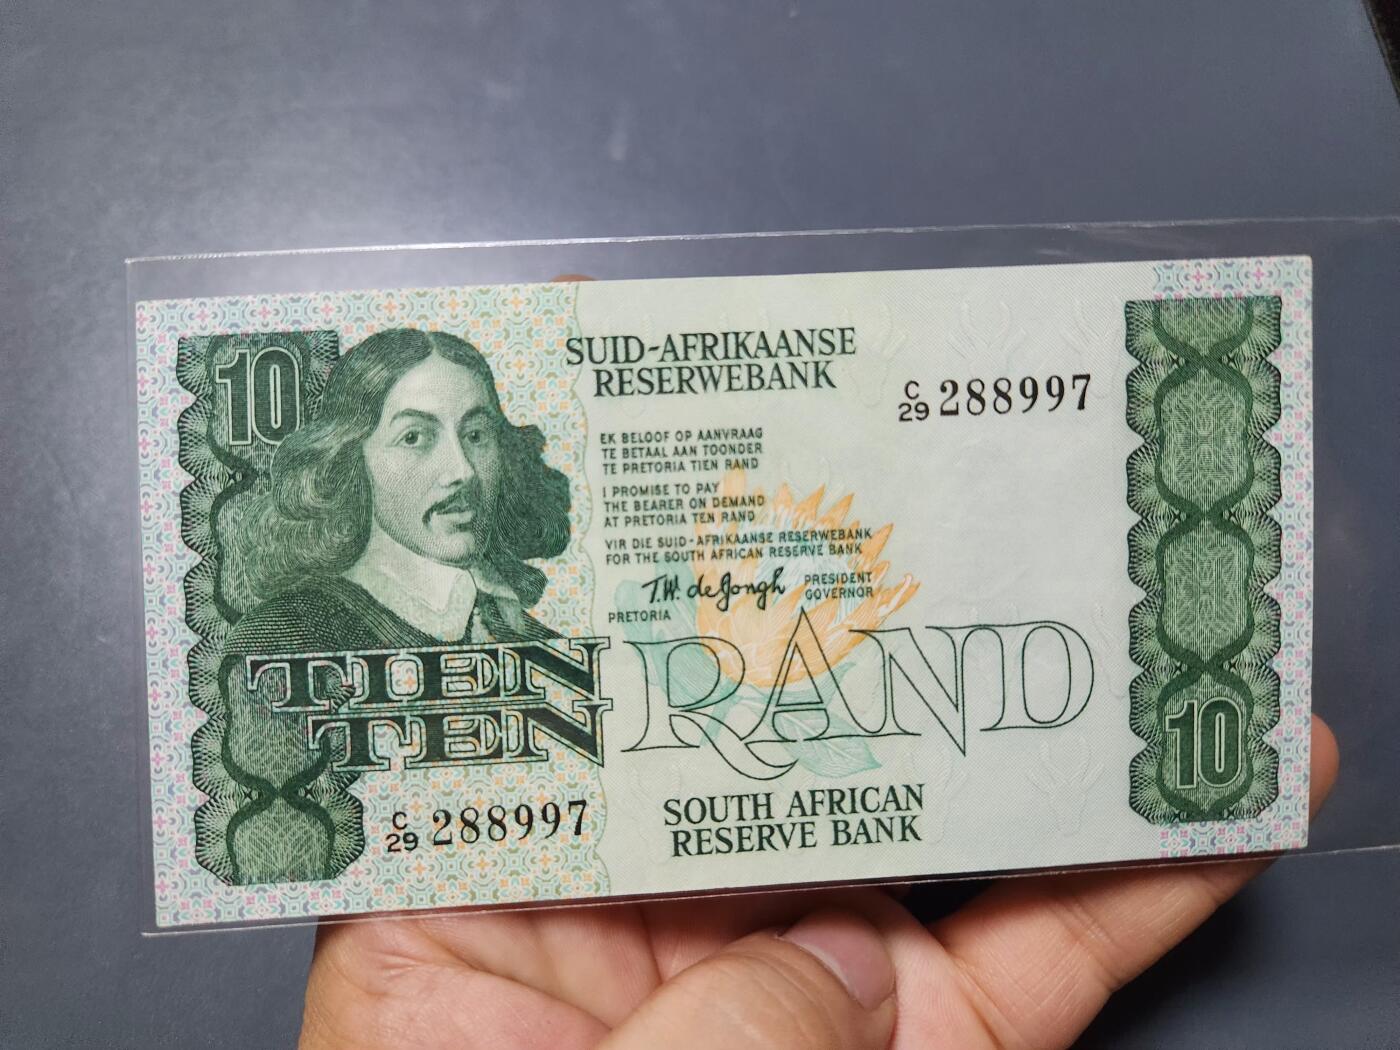 10
SUID-AFRIKAANSE
RESERWEBANK
C/29 288997
EK BELOOF OP AANVRAAG
TE BETAAL AAN TOONDER
TE PRETORIA TIEN RAND
I PROMISE TO PAY
THE BEARER ON DEMAND
AT PRETORIA TEN RAND
VIR DIE SUID-AFRIKAANSE RESERWEBANK
FOR THE SOUTH AFRICAN RESERVE BANK
T.W. de Jongh
PRESIDENT
GOVERNOR
PRETORIA
TIEN
TEN
RAND
10
C/29 288997
SOUTH AFRICAN
RESERVE BANK